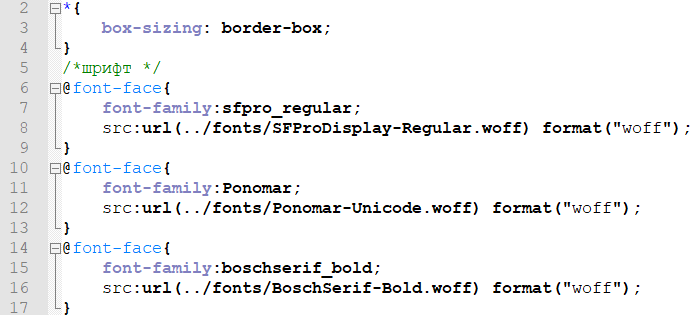 2 *{
3 box-sizing: border-box;
4 }
5 /*шрифт */
6 @font-face{
7 font-family:sfpro_regular;
8 src:url(../fonts/SFProDisplay-Regular.woff) format("woff");
9 }
10 @font-face{
11 font-family:Ponomar;
12 src:url(../fonts/Ponomar-Unicode.woff) format("woff");
13 }
14 @font-face{
15 font-family:boschserif_bold;
16 src:url(../fonts/BoschSerif-Bold.woff) format("woff");
17 }